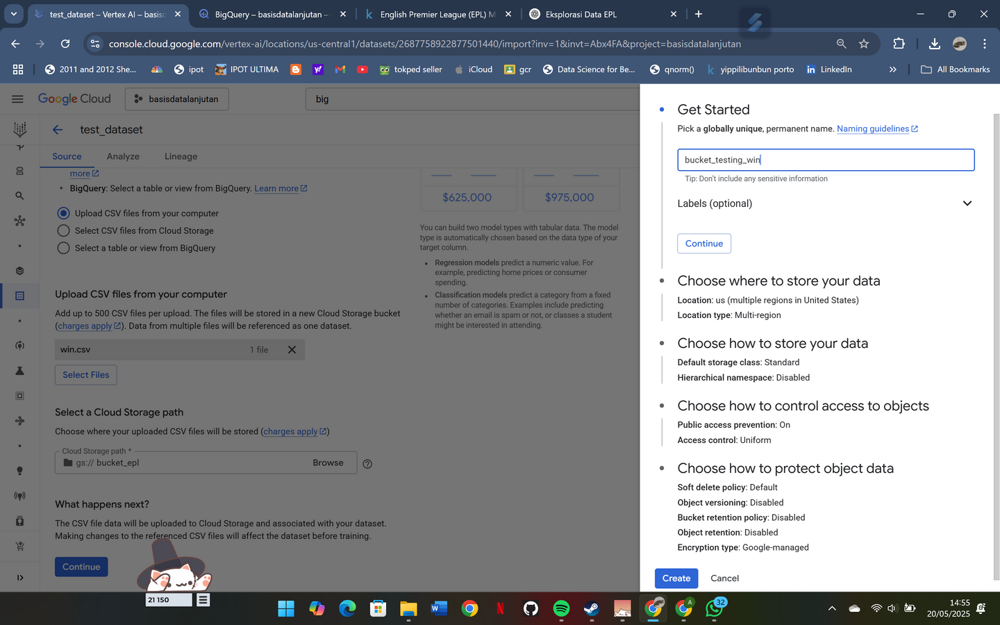 test_dataset – Vertex AI – basisc
BigQuery – basisdatalanjutan –
English Premier League (EPL) M
Eksplorasi Data EPL
console.cloud.google.com/vertex-ai/locations/us-central1/datasets/2687758922877501440/import?inv=1&invt=Abx4FA&project=basisdatalanjutan
2011 and 2012 She...
ipot
IPOT ULTIMA
tokped seller
iCloud
gcr
Data Science for Be...
qnorm()
yippilibunbun porto
LinkedIn
All Bookmarks
Google Cloud
basisdatalanjutan
big
test_dataset
Source
Analyze
Lineage
more
BigQuery: Select a table or view from BigQuery. Learn more
Upload CSV files from your computer
Select CSV files from Cloud Storage
Select a table or view from BigQuery
Upload CSV files from your computer
Add up to 500 CSV files per upload. The files will be stored in a new Cloud Storage bucket
(charges apply). Data from multiple files will be referenced as one dataset.
win.csv
1 file
Select Files
Select a Cloud Storage path
Choose where your uploaded CSV files will be stored (charges apply)
Cloud Storage path *
gs:// bucket_epl
Browse
What happens next?
The CSV file data will be uploaded to Cloud Storage and associated with your dataset.
Making changes to the referenced CSV files will affect the dataset before training.
Continue
$625,000
$975,000
You can build two model types with tabular data. The model
type is automatically chosen based on the data type of your
target column.
Regression models predict a numeric value. For
example, predicting home prices or consumer
spending.
Classification models predict a category from a fixed
number of categories. Examples include predicting
whether an email is spam or not, or classes a student
might be interested in attending.
Get Started
Pick a globally unique, permanent name. Naming guidelines
bucket_testing_win
Tip: Don't include any sensitive information
Labels (optional)
Continue
Choose where to store your data
Location: us (multiple regions in United States)
Location type: Multi-region
Choose how to store your data
Default storage class: Standard
Hierarchical namespace: Disabled
Choose how to control access to objects
Public access prevention: On
Access control: Uniform
Choose how to protect object data
Soft delete policy: Default
Object versioning: Disabled
Bucket retention policy: Disabled
Object retention: Disabled
Encryption type: Google-managed
Create
Cancel
21 150
32
14:55
20/05/2025